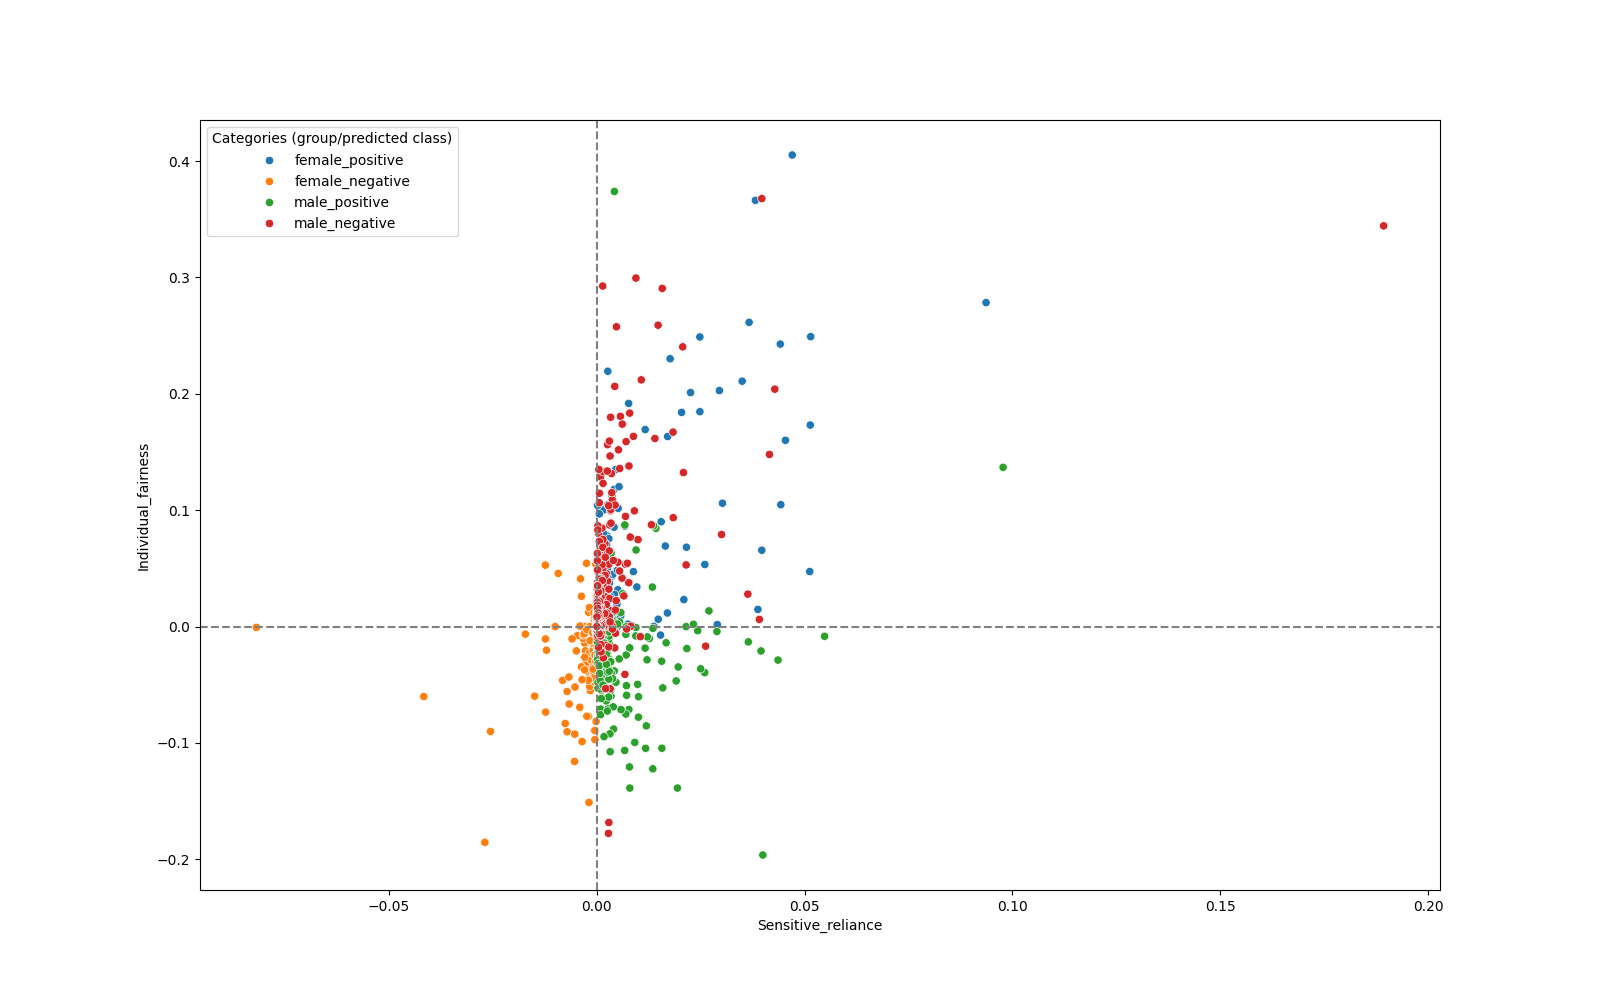 Categories (group/predicted class)
female_positive
female_negative
male_positive
male_negative
0.4
0.3
0.2
0.1
0.0
−0.1
−0.2
Individual_fairness
−0.05 0.00 0.05 0.10 0.15 0.20
Sensitive_reliance